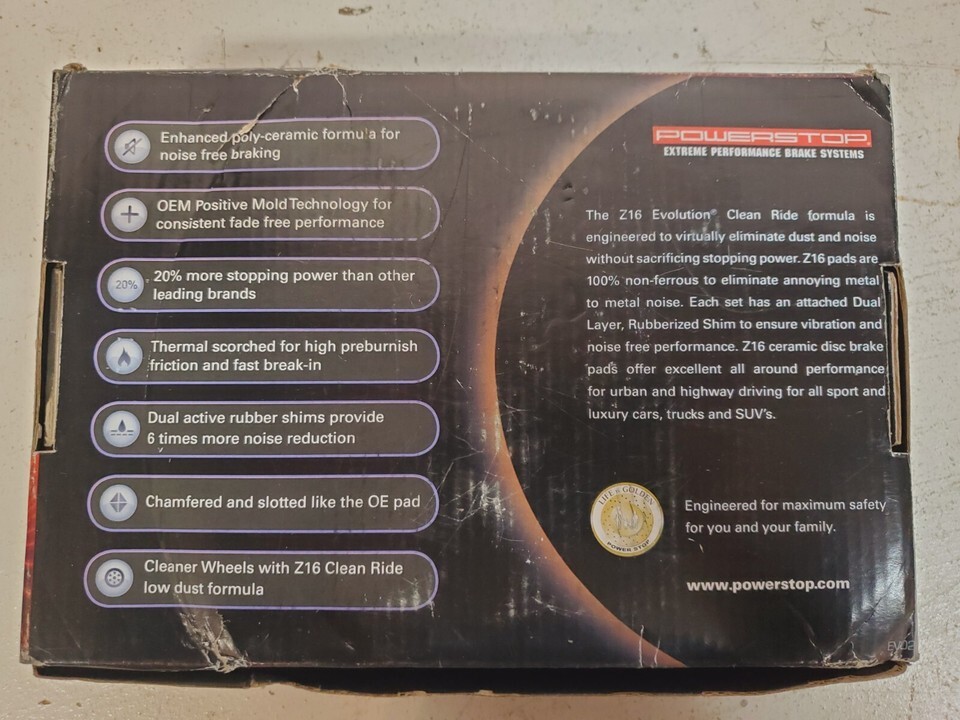 Enhanced poly-ceramic formula for
noise free braking
OEM Positive Mold Technology for
consistent fade free performance
20%
20% more stopping power than other
leading brands
Thermal scorched for high preburnish
friction and fast break-in
Dual active rubber shims provide
6 times more noise reduction
Chamfered and slotted like the OE pad
Cleaner Wheels with Z16 Clean Ride
low dust formula
POWERSTOP
EXTREME PERFORMANCE BRAKE SYSTEMS
The Z16 Evolution® Clean Ride formula is
engineered to virtually eliminate dust and noise
without sacrificing stopping power. Z16 pads are
100% non-ferrous to eliminate annoying metal
to metal noise. Each set has an attached Dual
Layer, Rubberized Shim to ensure vibration and
noise free performance. Z16 ceramic disc brake
pads offer excellent all around performance
for urban and highway driving for all sport and
luxury cars, trucks and SUV's.
LIFE is GOLDEN
POWER STOP
Engineered for maximum safety
for you and your family.
www.powerstop.com